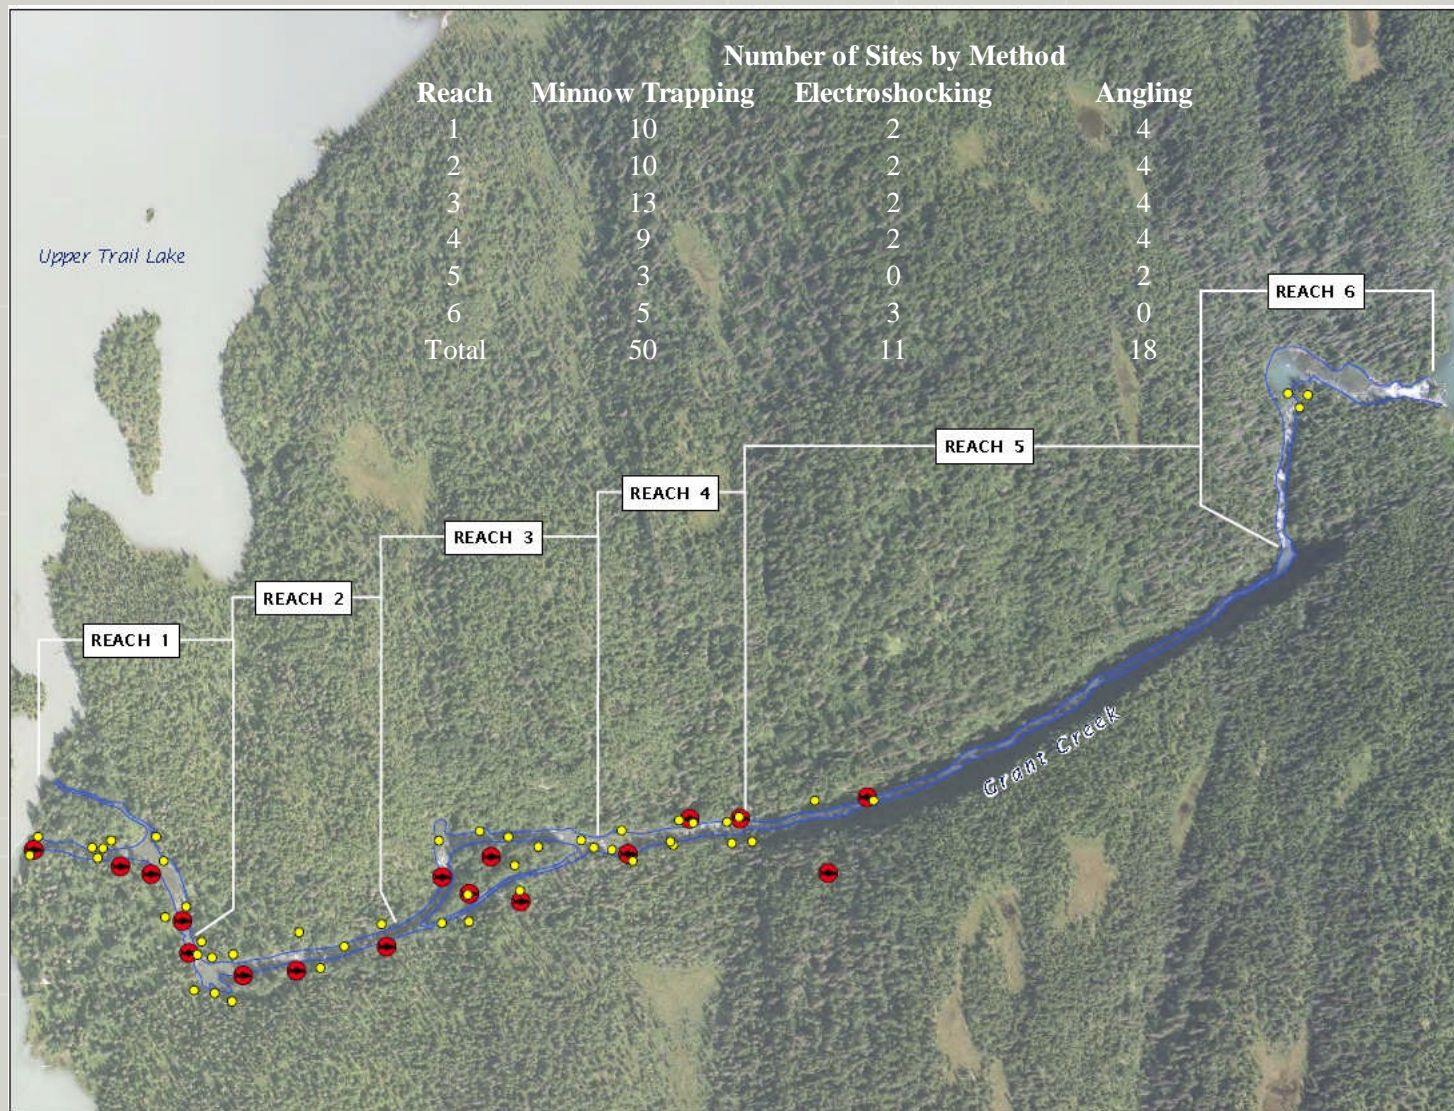 Number of Sites by Method
Reach Minnow Trapping Electroshocking Angling
1 10 2 4
2 10 2 4
3 13 2 4
4 9 2 4
5 3 0 2
6 5 3 0
Total 50 11 18
Upper Trail Lake
REACH 6
REACH 5
REACH 4
REACH 3
REACH 2
REACH 1
Grant Creek